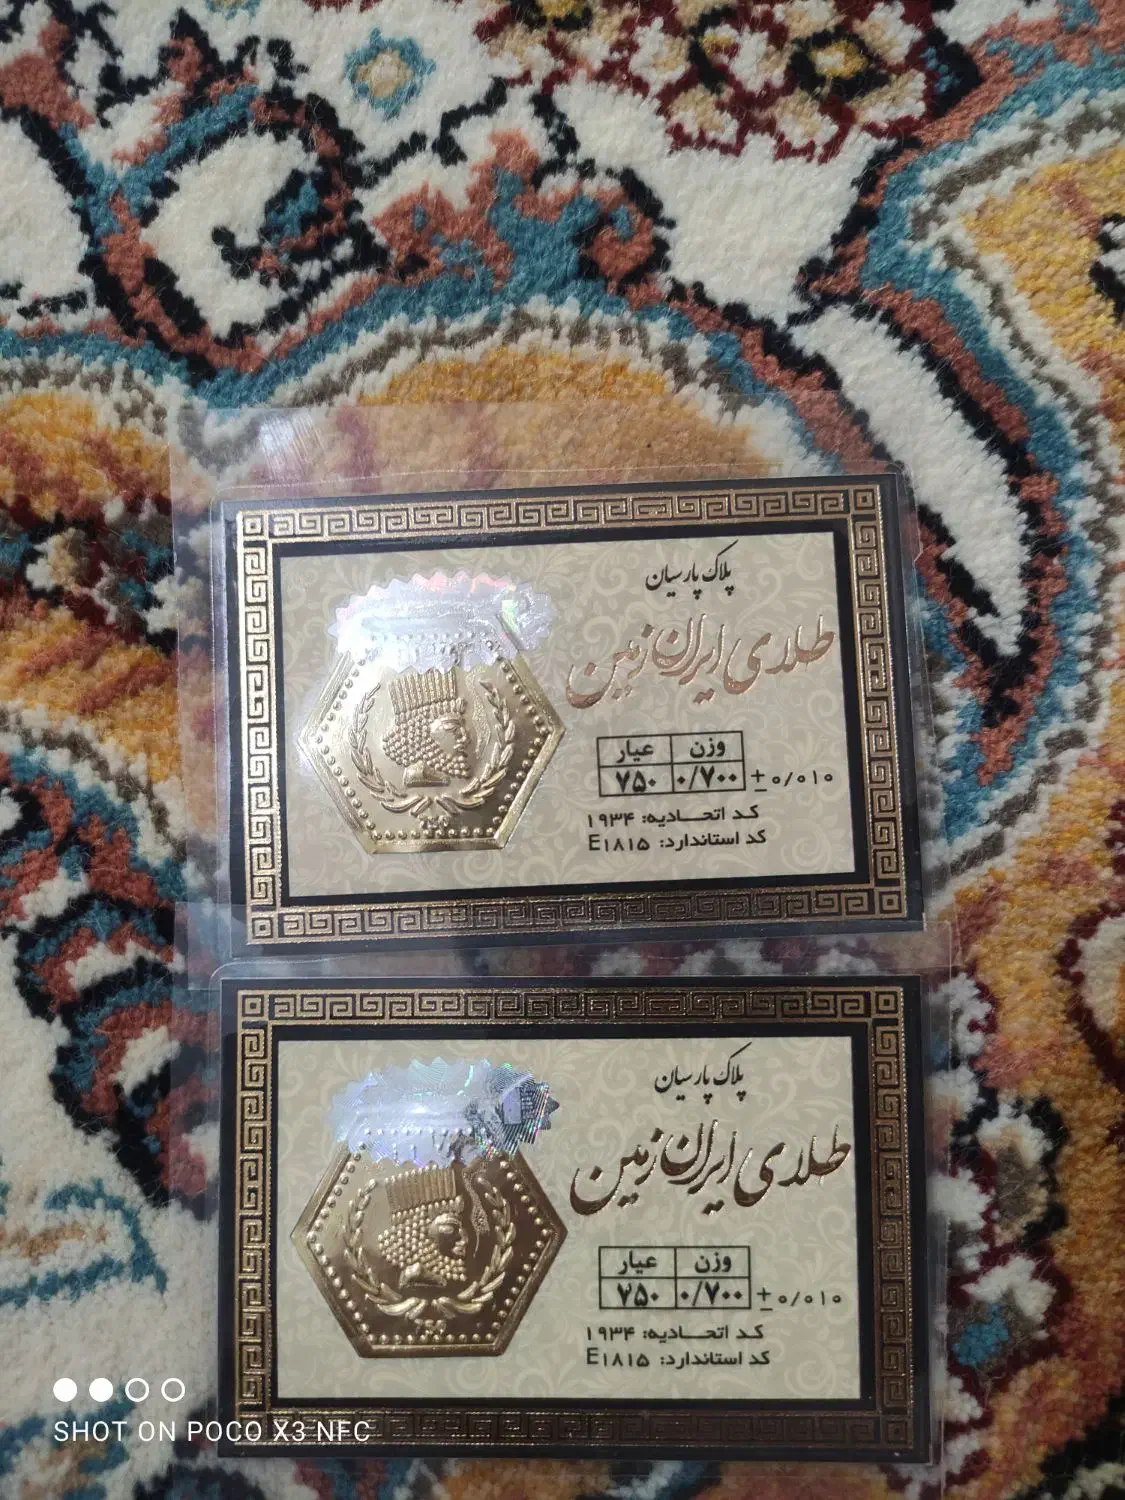 پلاک پارسیان
طلای ایران زمین
وزن عیار
۰/۷۰۰ ۷۵۰
±۰/۰۱۰
کد اتحادیه: ۱۹۳۴
کد استاندارد: E۱۸۱۵
۷۵۰
پلاک پارسیان
طلای ایران زمین
وزن عیار
۰/۷۰۰ ۷۵۰
±۰/۰۱۰
کد اتحادیه: ۱۹۳۴
کد استاندارد: E۱۸۱۵
۷۵۰
SHOT ON POCO X3 NFC